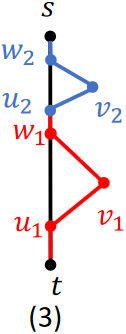 s
w₂
v₂
u₂
w₁
v₁
u₁
t
(3)